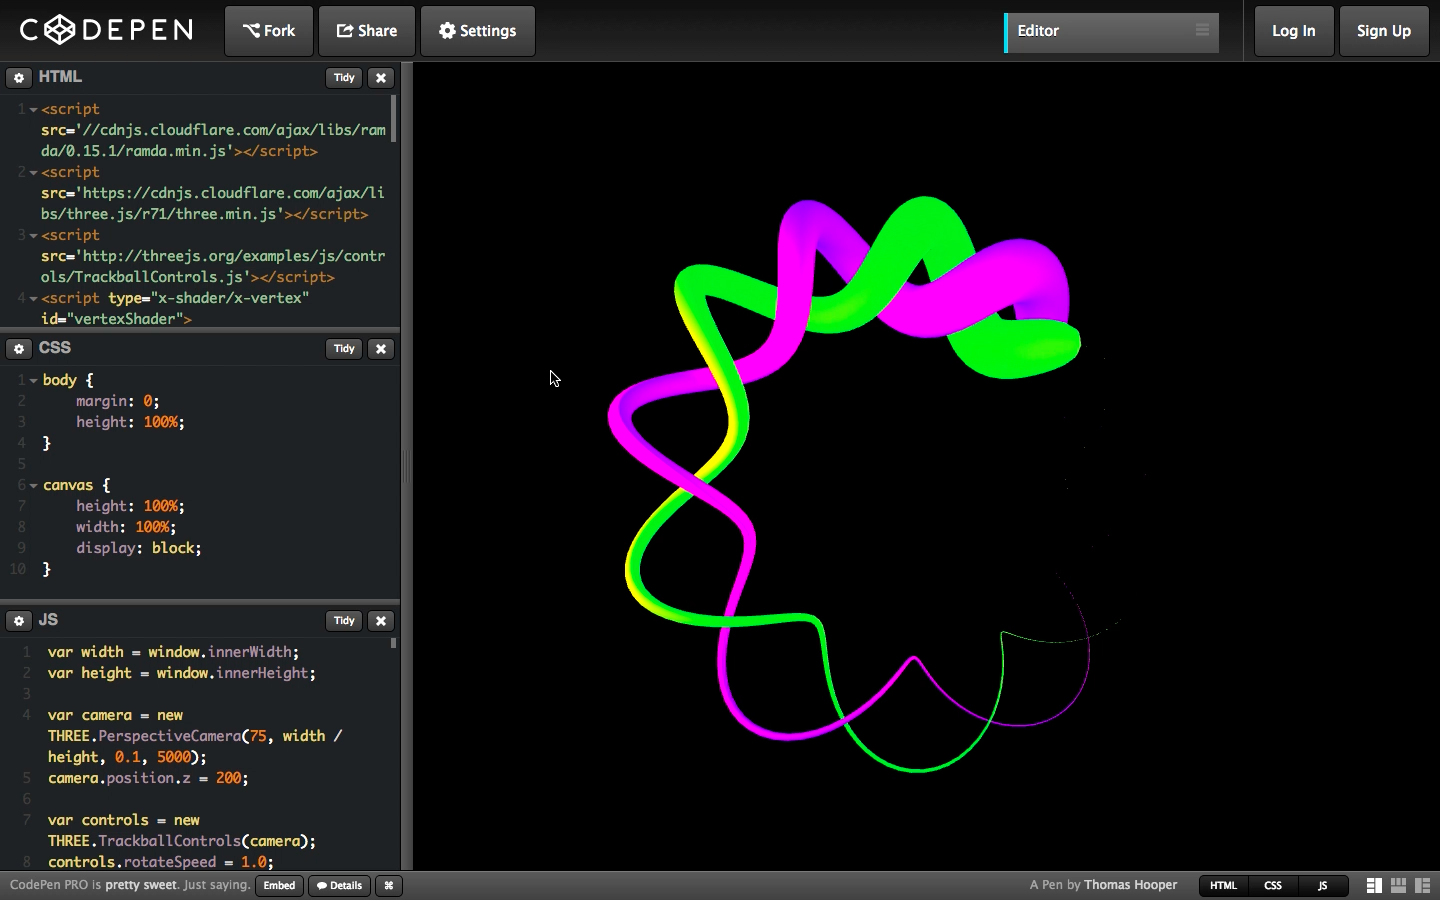 CODEPEN
Fork
Share
Settings
Editor
Log In
Sign Up
HTML
Tidy
1 <script
src='//cdnjs.cloudflare.com/ajax/libs/ram
da/0.15.1/ramda.min.js'></script>
2 <script
src='https://cdnjs.cloudflare.com/ajax/li
bs/three.js/r71/three.min.js'></script>
3 <script
src='http://threejs.org/examples/js/contr
ols/TrackballControls.js'></script>
4 <script type="x-shader/x-vertex"
id="vertexShader">
CSS
Tidy
1 body {
2 margin: 0;
3 height: 100%;
4 }
5
6 canvas {
7 height: 100%;
8 width: 100%;
9 display: block;
10 }
JS
Tidy
1 var width = window.innerWidth;
2 var height = window.innerHeight;
3
4 var camera = new
THREE.PerspectiveCamera(75, width /
height, 0.1, 5000);
5 camera.position.z = 200;
6
7 var controls = new
THREE.TrackballControls(camera);
8 controls.rotateSpeed = 1.0;
CodePen PRO is pretty sweet. Just saying.
Embed
Details
⌘
A Pen by Thomas Hooper
HTML
CSS
JS